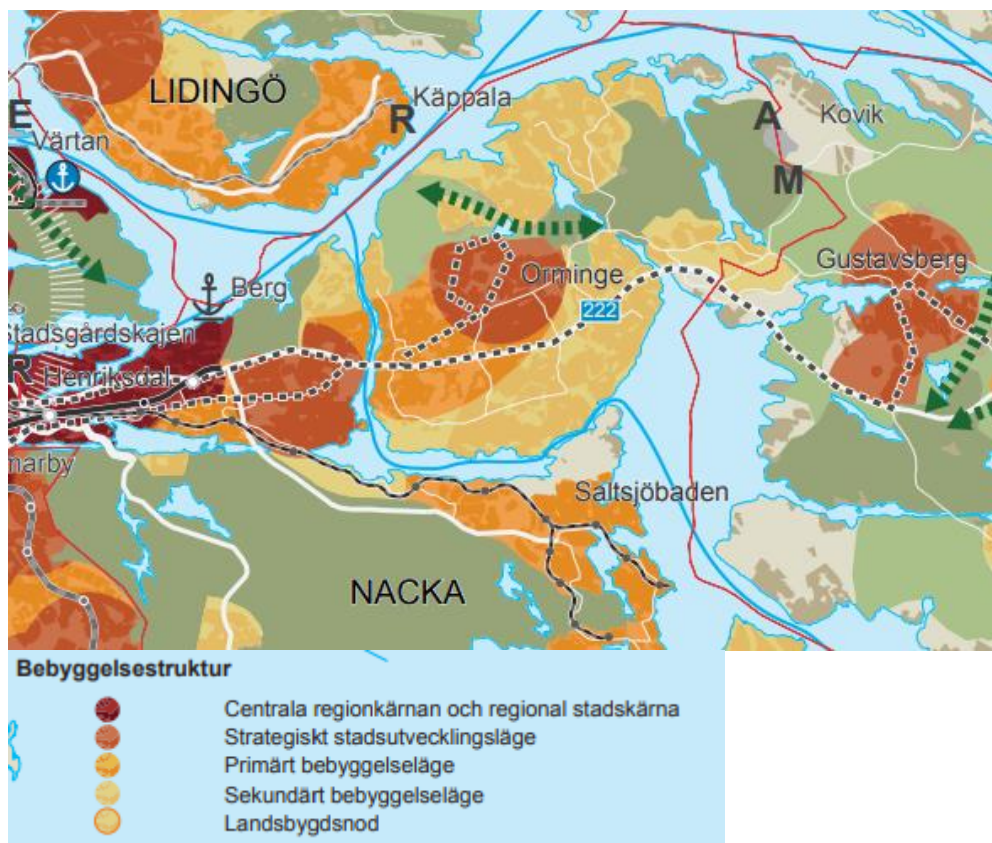 LIDINGÖ
Käppala
R
E
Värtan
A
Kovik
M
Gustavsberg
Orminge
222
Berg
Stadsgårdskajen
R
Henriksdal
marby
Saltsjöbaden
NACKA
Bebyggelsestruktur
Centrala regionkärnan och regional stadskärna
Strategiskt stadsutvecklingsläge
Primärt bebyggelseläge
Sekundärt bebyggelseläge
Landsbygdsnod